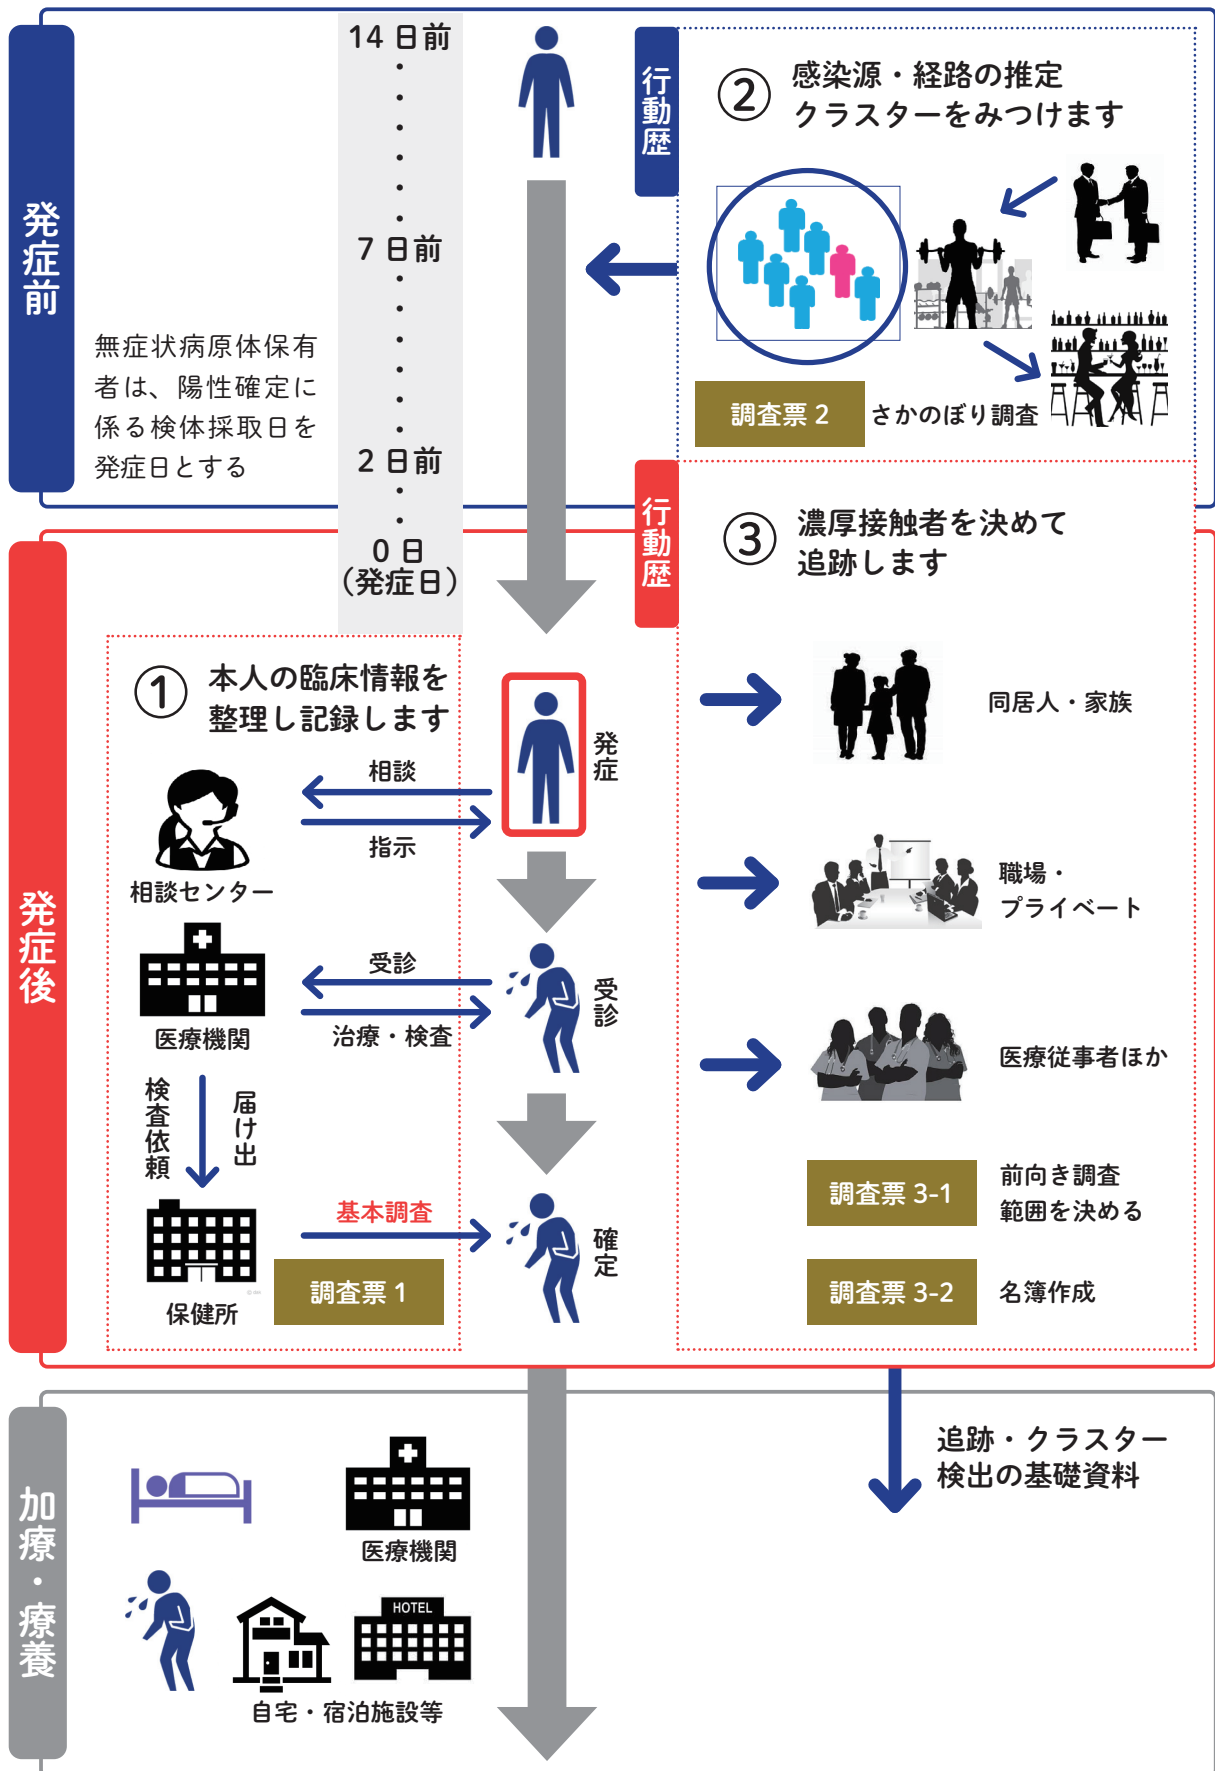 発症前
14 日前
7 日前
2 日前
0 日
（発症日）
無症状病原体保有
者は、陽性確定に
係る検体採取日を
発症日とする
行動歴
② 感染源・経路の推定
クラスターをみつけます
調査票 2 さかのぼり調査
行動歴
③ 濃厚接触者を決めて
追跡します
同居人・家族
職場・
プライベート
医療従事者ほか
調査票 3-1
前向き調査
範囲を決める
調査票 3-2 名簿作成
発症後
① 本人の臨床情報を
整理し記録します
相談
指示
相談センター
発症
受診
治療・検査
医療機関
受診
検査依頼
届け出
基本調査
調査票 1
保健所
確定
追跡・クラスター
検出の基礎資料
加療・療養
医療機関
HOTEL
自宅・宿泊施設等